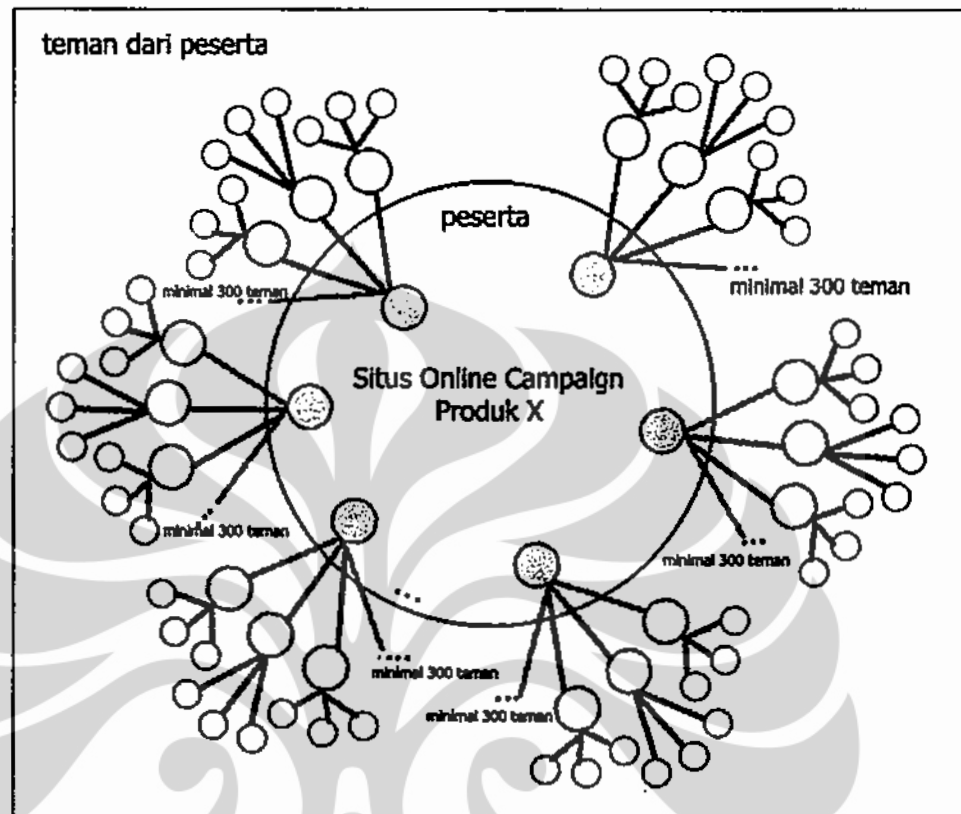 teman dari peserta
peserta
minimal 300 teman
minimal 300 teman
Situs Online Campaign
Produk X
minimal 300 teman
minimal 300 teman
minimal 300 teman
minimal 300 teman